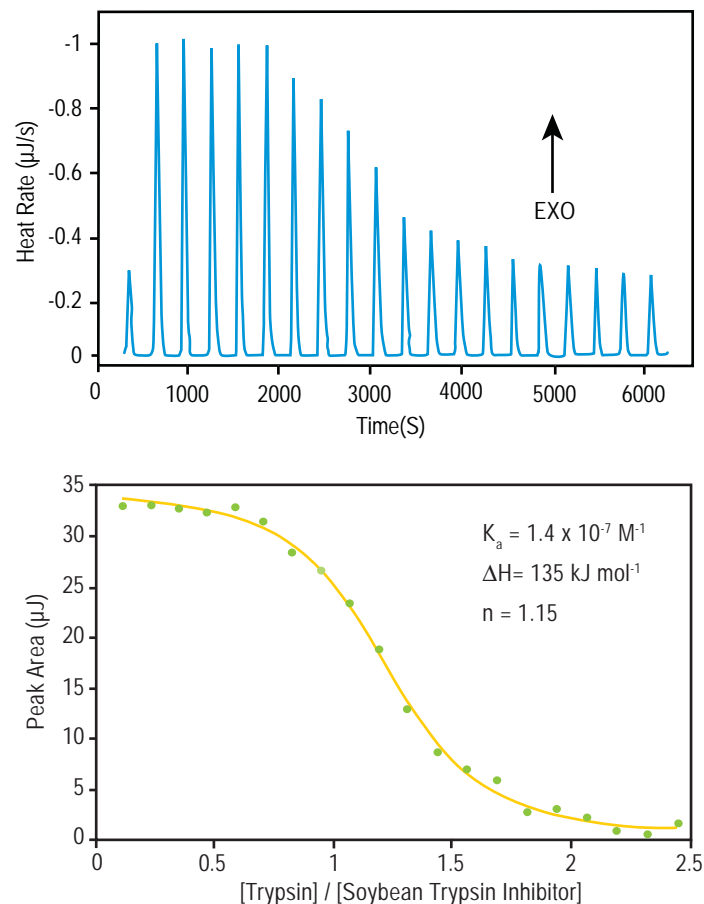 Heat Rate (µJ/s)
-1
-0.8
-0.6
-0.4
-0.2
0
EXO
0 1000 2000 3000 4000 5000 6000
Time(S)
Peak Area (µJ)
35
30
25
20
15
10
5
0
Kₐ = 1.4 x 10⁻⁷ M⁻¹
ΔH= 135 kJ mol⁻¹
n = 1.15
0 0.5 1 1.5 2 2.5
[Trypsin] / [Soybean Trypsin Inhibitor]